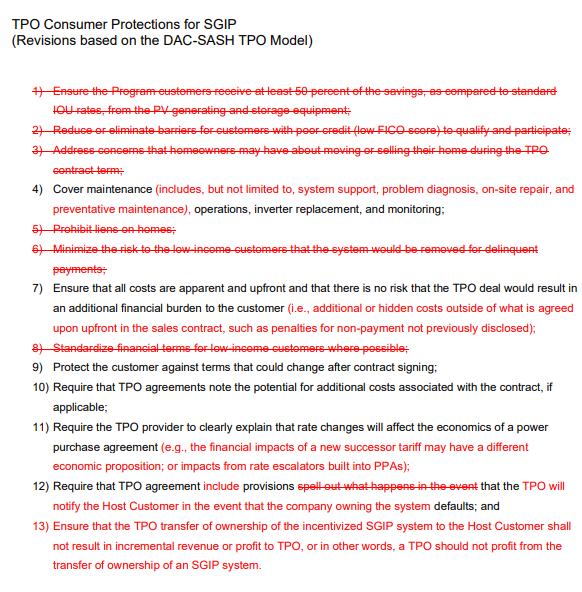 TPO Consumer Protections for SGIP
(Revisions based on the DAC-SASH TPO Model)
1) Ensure the Program customers receive at least 50 percent of the savings, as compared to standard
IOU rates, from the PV generating and storage equipment;
2) Reduce or eliminate barriers for customers with poor credit (low FICO score) to qualify and participate;
3) Address concerns that homeowners may have about moving or selling their home during the TPO
contract term;
4) Cover maintenance (includes, but not limited to, system support, problem diagnosis, on-site repair, and
preventative maintenance), operations, inverter replacement, and monitoring;
5) Prohibit liens on homes;
6) Minimize the risk to the low-income customers that the system would be removed for delinquent
payments;
7) Ensure that all costs are apparent and upfront and that there is no risk that the TPO deal would result in
an additional financial burden to the customer (i.e., additional or hidden costs outside of what is agreed
upon upfront in the sales contract, such as penalties for non-payment not previously disclosed);
8) Standardize financial terms for low-income customers where possible;
9) Protect the customer against terms that could change after contract signing;
10) Require that TPO agreements note the potential for additional costs associated with the contract, if
applicable;
11) Require the TPO provider to clearly explain that rate changes will affect the economics of a power
purchase agreement (e.g., the financial impacts of a new successor tariff may have a different
economic proposition; or impacts from rate escalators built into PPAs);
12) Require that TPO agreement include provisions spell out what happens in the event that the TPO will
notify the Host Customer in the event that the company owning the system defaults; and
13) Ensure that the TPO transfer of ownership of the incentivized SGIP system to the Host Customer shall
not result in incremental revenue or profit to TPO, or in other words, a TPO should not profit from the
transfer of ownership of an SGIP system.